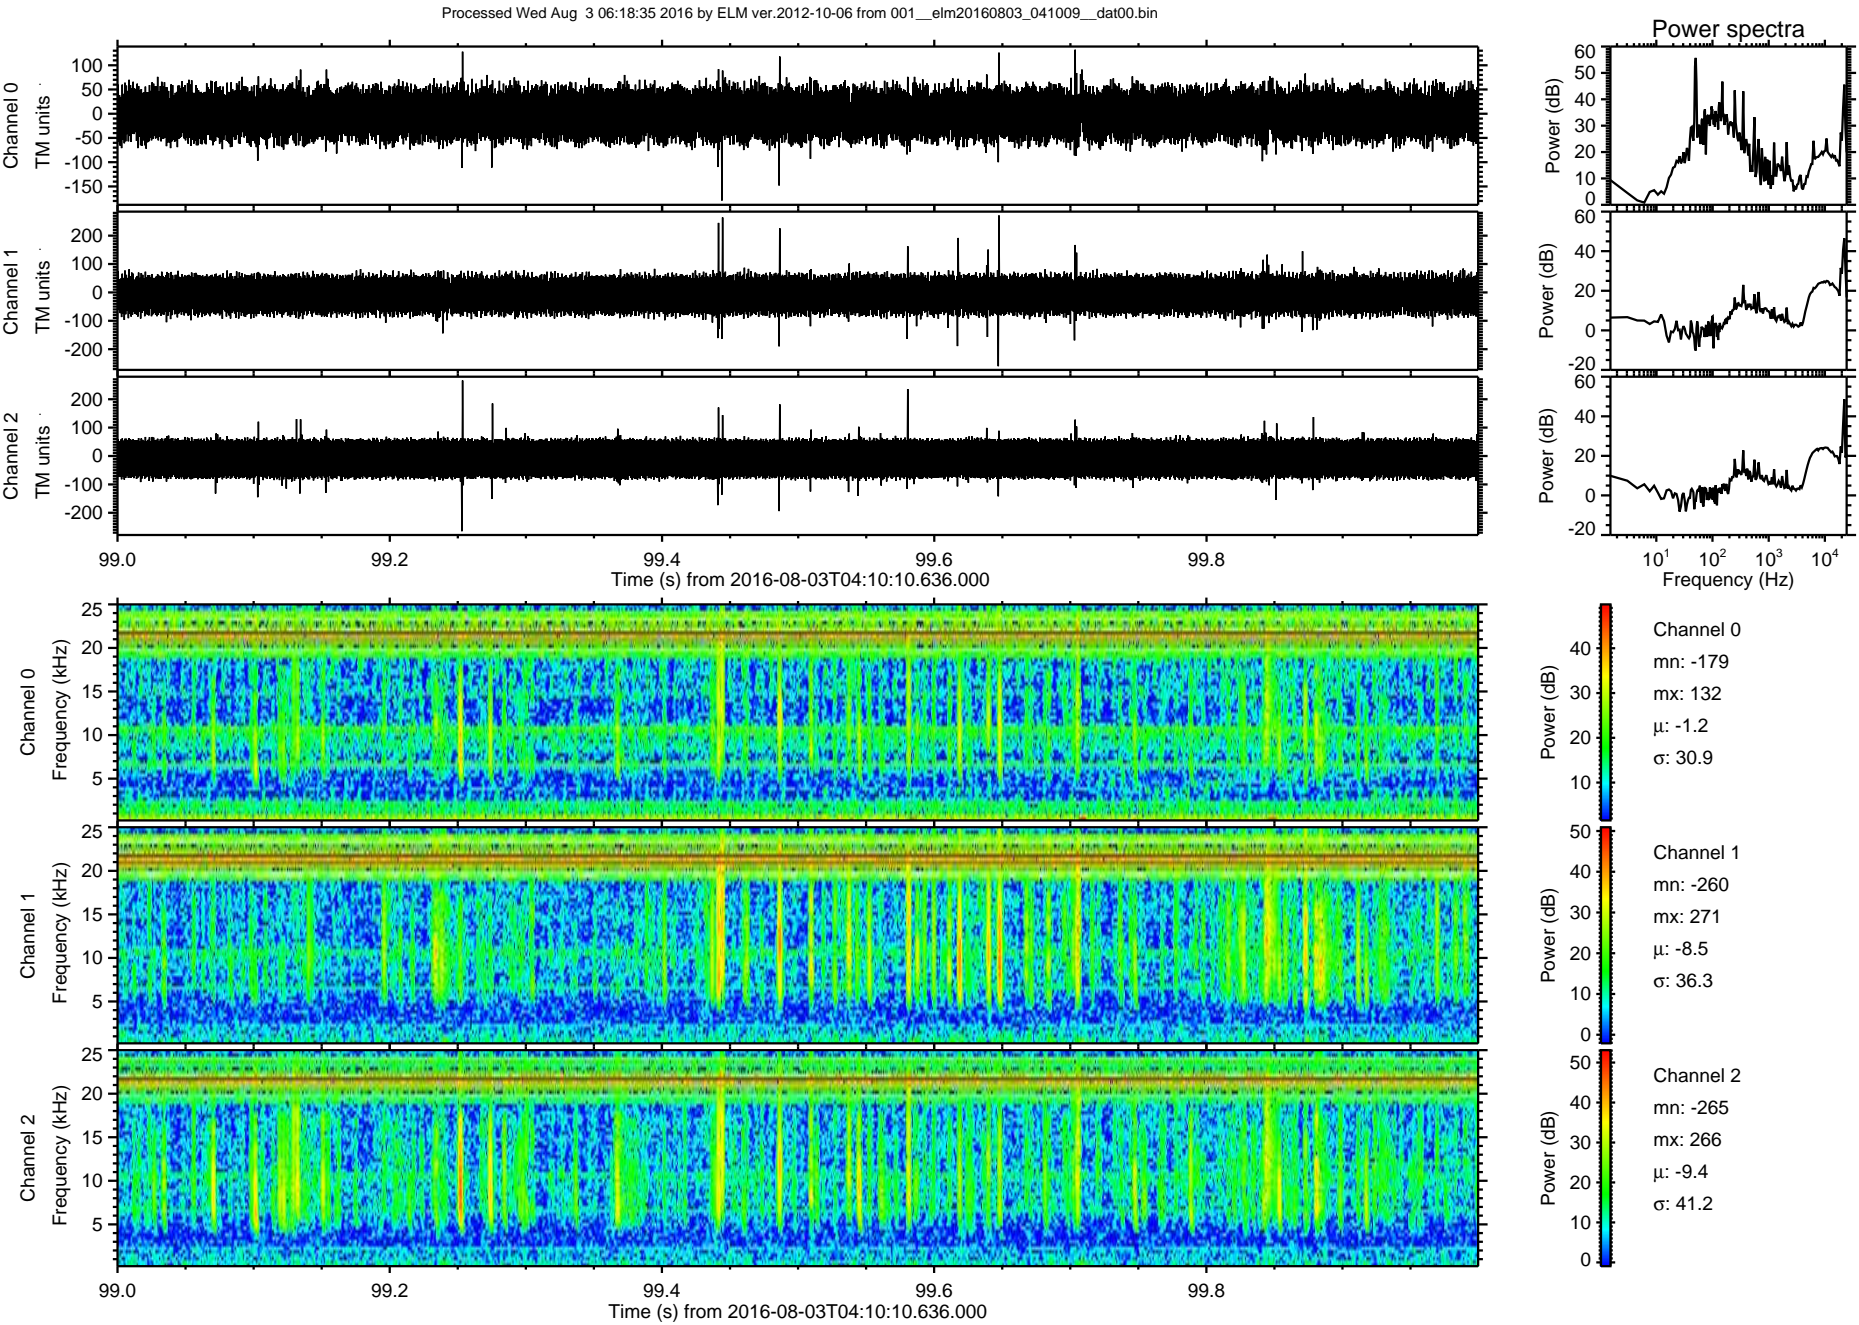 Processed Wed Aug  3 06:18:35 2016 by ELM ver.2012-10-06 from 001__elm20160803_041009__dat00.bin
Power spectra
Channel 0
TM units
100
50
0
-50
-100
-150
Power (dB)
60
50
40
30
20
10
0
Channel 1
TM units
200
100
0
-100
-200
Power (dB)
60
40
20
0
-20
Channel 2
TM units
200
100
0
-100
-200
Power (dB)
60
40
20
0
-20
99.0
99.2
99.4
99.6
99.8
Time (s) from 2016-08-03T04:10:10.636.000
10¹
10²
10³
10⁴
Frequency (Hz)
Channel 0
Frequency (kHz)
25
20
15
10
5
Power (dB)
40
30
20
10
Channel 0
mn: -179
mx: 132
μ: -1.2
σ: 30.9
Channel 1
Frequency (kHz)
25
20
15
10
5
Power (dB)
50
40
30
20
10
0
Channel 1
mn: -260
mx: 271
μ: -8.5
σ: 36.3
Channel 2
Frequency (kHz)
25
20
15
10
5
Power (dB)
50
40
30
20
10
0
Channel 2
mn: -265
mx: 266
μ: -9.4
σ: 41.2
99.0
99.2
99.4
99.6
99.8
Time (s) from 2016-08-03T04:10:10.636.000